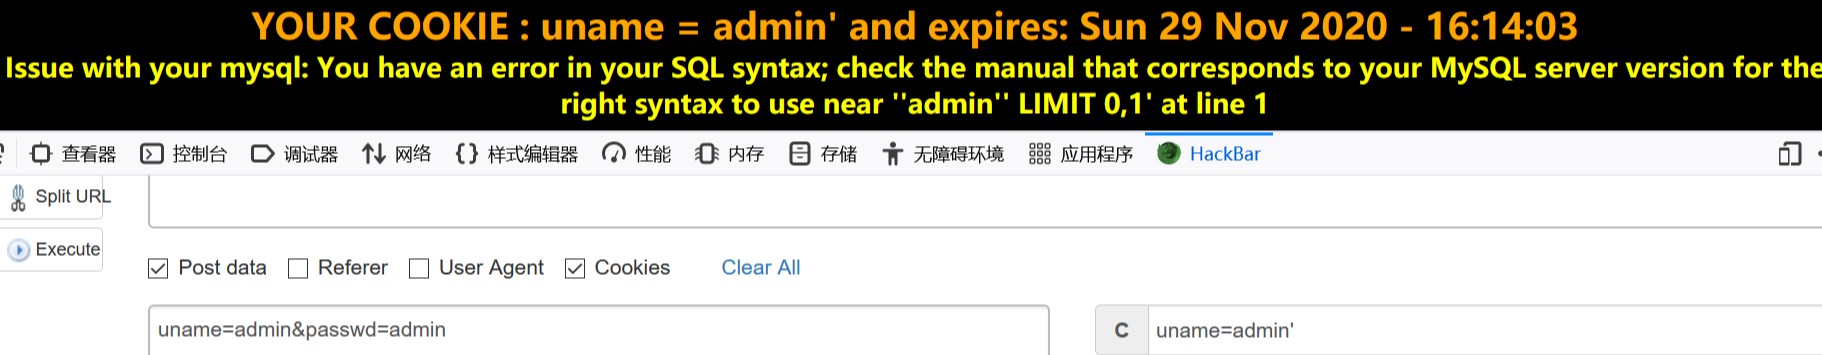 YOUR COOKIE : uname = admin' and expires: Sun 29 Nov 2020 - 16:14:03
Issue with your mysql: You have an error in your SQL syntax; check the manual that corresponds to your MySQL server version for the
right syntax to use near ''admin'' LIMIT 0,1' at line 1
查看器 控制台 调试器 网络 {} 样式编辑器 性能 内存 存储 无障碍环境 应用程序 HackBar
Split URL
Execute
Post data Referer User Agent Cookies Clear All
uname=admin&passwd=admin C uname=admin'